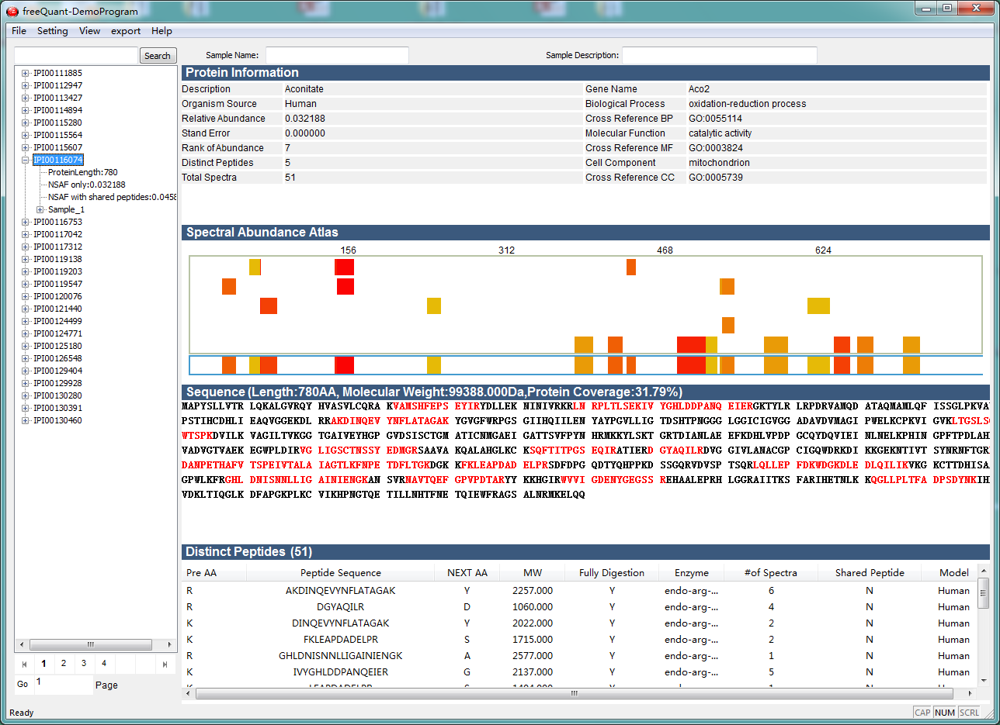 freeQuant-DemoProgram
File Setting View export Help
Search Sample Name: Sample Description:
IPI00111885
IPI00112947
IPI00113427
IPI00114894
IPI00115280
IPI00115564
IPI00115607
IPI00116074
ProteinLength:780
NSAF only:0.032188
NSAF with shared peptides:0.0458
Sample_1
IPI00116753
IPI00117042
IPI00117312
IPI00119138
IPI00119203
IPI00119547
IPI00120076
IPI00121440
IPI00124499
IPI00124771
IPI00125180
IPI00126548
IPI00129404
IPI00129928
IPI00130280
IPI00130391
IPI00130460
1 2 3 4
Go 1 Page
Protein Information
Description Aconitate Gene Name Aco2
Organism Source Human Biological Process oxidation-reduction process
Relative Abundance 0.032188 Cross Reference BP GO:0055114
Stand Error 0.000000 Molecular Function catalytic activity
Rank of Abundance 7 Cross Reference MF GO:0003824
Distinct Peptides 5 Cell Component mitochondrion
Total Spectra 51 Cross Reference CC GO:0005739
Spectral Abundance Atlas
156 312 468 624
Sequence (Length:780AA, Molecular Weight:99388.000Da,Protein Coverage:31.79%)
MAPYSLLVTR LQKALGVRQY HVASVLCQRA KVAMSHFEPS EYIRYDLLEK NINIVRKRLN RPLTLSEKIV YGHLDDPANQ EIERGKTYLR LRPDRVAMQD ATAQMAMLQF ISSGLPKVA
PSTIHCDHLI EAQVGGEKDL RRAKDINQEV YNFLATAGAK YGVGFWRPGS GIIHQIILEN YAYPGVLLIG TDSHTPNGGG LGGICIGVGG ADAVDVMAGI PWELKCPKVI GVKLTGSLS
WTSPKDVILK VAGILTVKGG TGAIVEYHGP GVDSISCTGM ATICNMGAEI GATTSVFPYN HRMKKYLSKT GRTDIANLAE EFKDHLVPDP GCQYDQVIEI NLNELKPHIN GPFTPDLAH
VADVGTVAEK EGWPLDIRVG LIGSCTNSSY EDMGRSAAVA KQALAHGLKC KSQFTITPGS EQIRATIERD GYAQILRDVG GIVLANACGP CIGQWDRKDI KKGEKNTIVT SYNRNFTGR
DANPETHAFV TSPEIVTALA IAGTLKFNPE TDFLTGKDGK KFKLEAPDAD ELPRSDFDPG QDTYQHPPKD SSGQRVDVSP TSQRLQLLEP FDKWDGKDLE DLQILIKVKG KCTTDHISA
GPWLKFRGHL DNISNNLLIG AINIENGKAN SVRNAVTQEF GPVPDTARYY KKHGIRWVVI GDENYGEGSS REHAALEPRH LGGRAIITKS FARIHETNLK KQGLLPLTFA DPSDYNKIH
VDKLTIQGLK DFAPGKPLKC VIKHPNGTQE TILLNHTFNE TQIEWFRAGS ALNRMKELQQ
Distinct Peptides (51)
Pre AA Peptide Sequence NEXT AA MW Fully Digestion Enzyme #of Spectra Shared Peptide Model
R AKDINQEVYNFLATAGAK Y 2257.000 Y endo-arg-... 6 N Human
R DGYAQILR D 1060.000 Y endo-arg-... 4 N Human
K DINQEVYNFLATAGAK Y 2022.000 Y endo-arg-... 2 N Human
K FKLEAPDADELPR S 1715.000 Y endo-arg-... 2 N Human
R GHLDNISNNLLIGAINIENGK A 2577.000 Y endo-arg-... 1 N Human
K IVYGHLDDPANQEIER G 2137.000 Y endo-arg-... 5 N Human
Ready CAP NUM SCRL